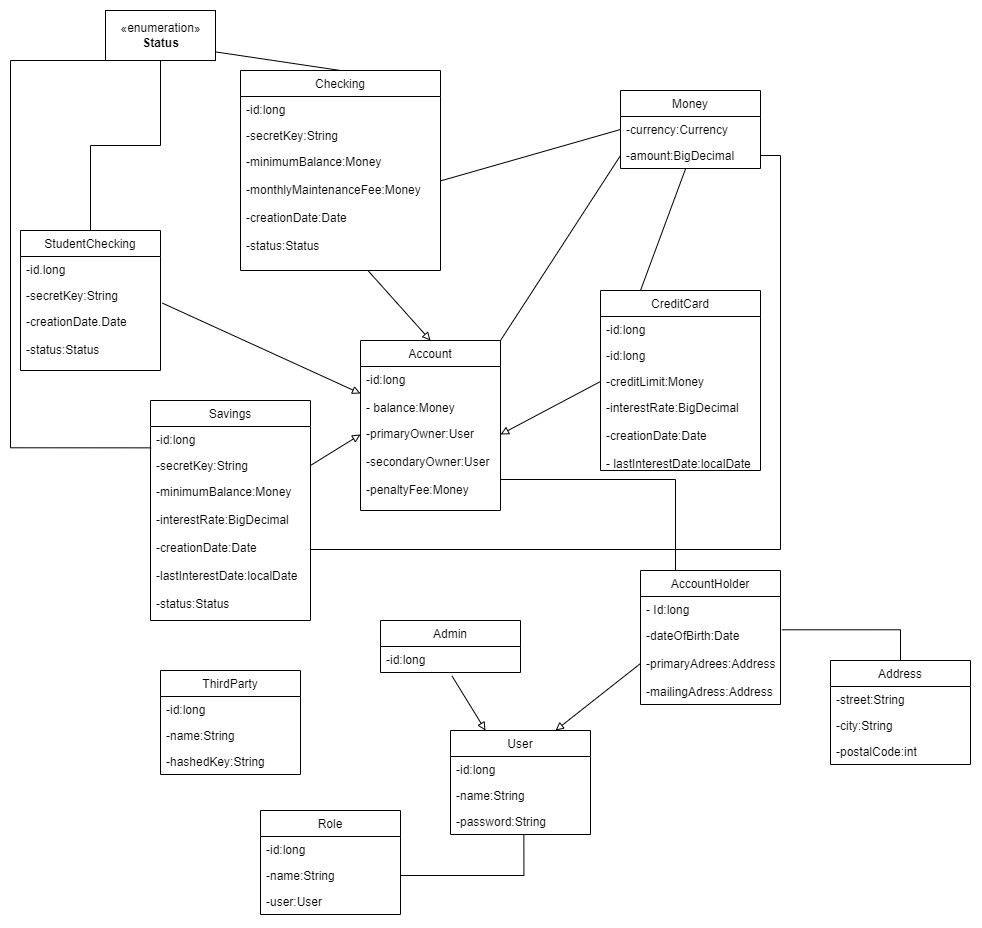 «enumeration»
Status
Checking
-id:long
-secretKey:String
-minimumBalance:Money
-monthlyMaintenanceFee:Money
-creationDate:Date
-status:Status
Money
-currency:Currency
-amount:BigDecimal
StudentChecking
-id.long
-secretKey:String
-creationDate.Date
-status:Status
CreditCard
-id:long
-id:long
-creditLimit:Money
-interestRate:BigDecimal
-creationDate:Date
- lastInterestDate:localDate
Account
-id:long
- balance:Money
-primaryOwner:User
-secondaryOwner:User
-penaltyFee:Money
Savings
-id:long
-secretKey:String
-minimumBalance:Money
-interestRate:BigDecimal
-creationDate:Date
-lastInterestDate:localDate
-status:Status
AccountHolder
- Id:long
-dateOfBirth:Date
-primaryAdrees:Address
-mailingAdress:Address
Admin
-id:long
Address
-street:String
-city:String
-postalCode:int
ThirdParty
-id:long
-name:String
-hashedKey:String
User
-id:long
-name:String
-password:String
Role
-id:long
-name:String
-user:User